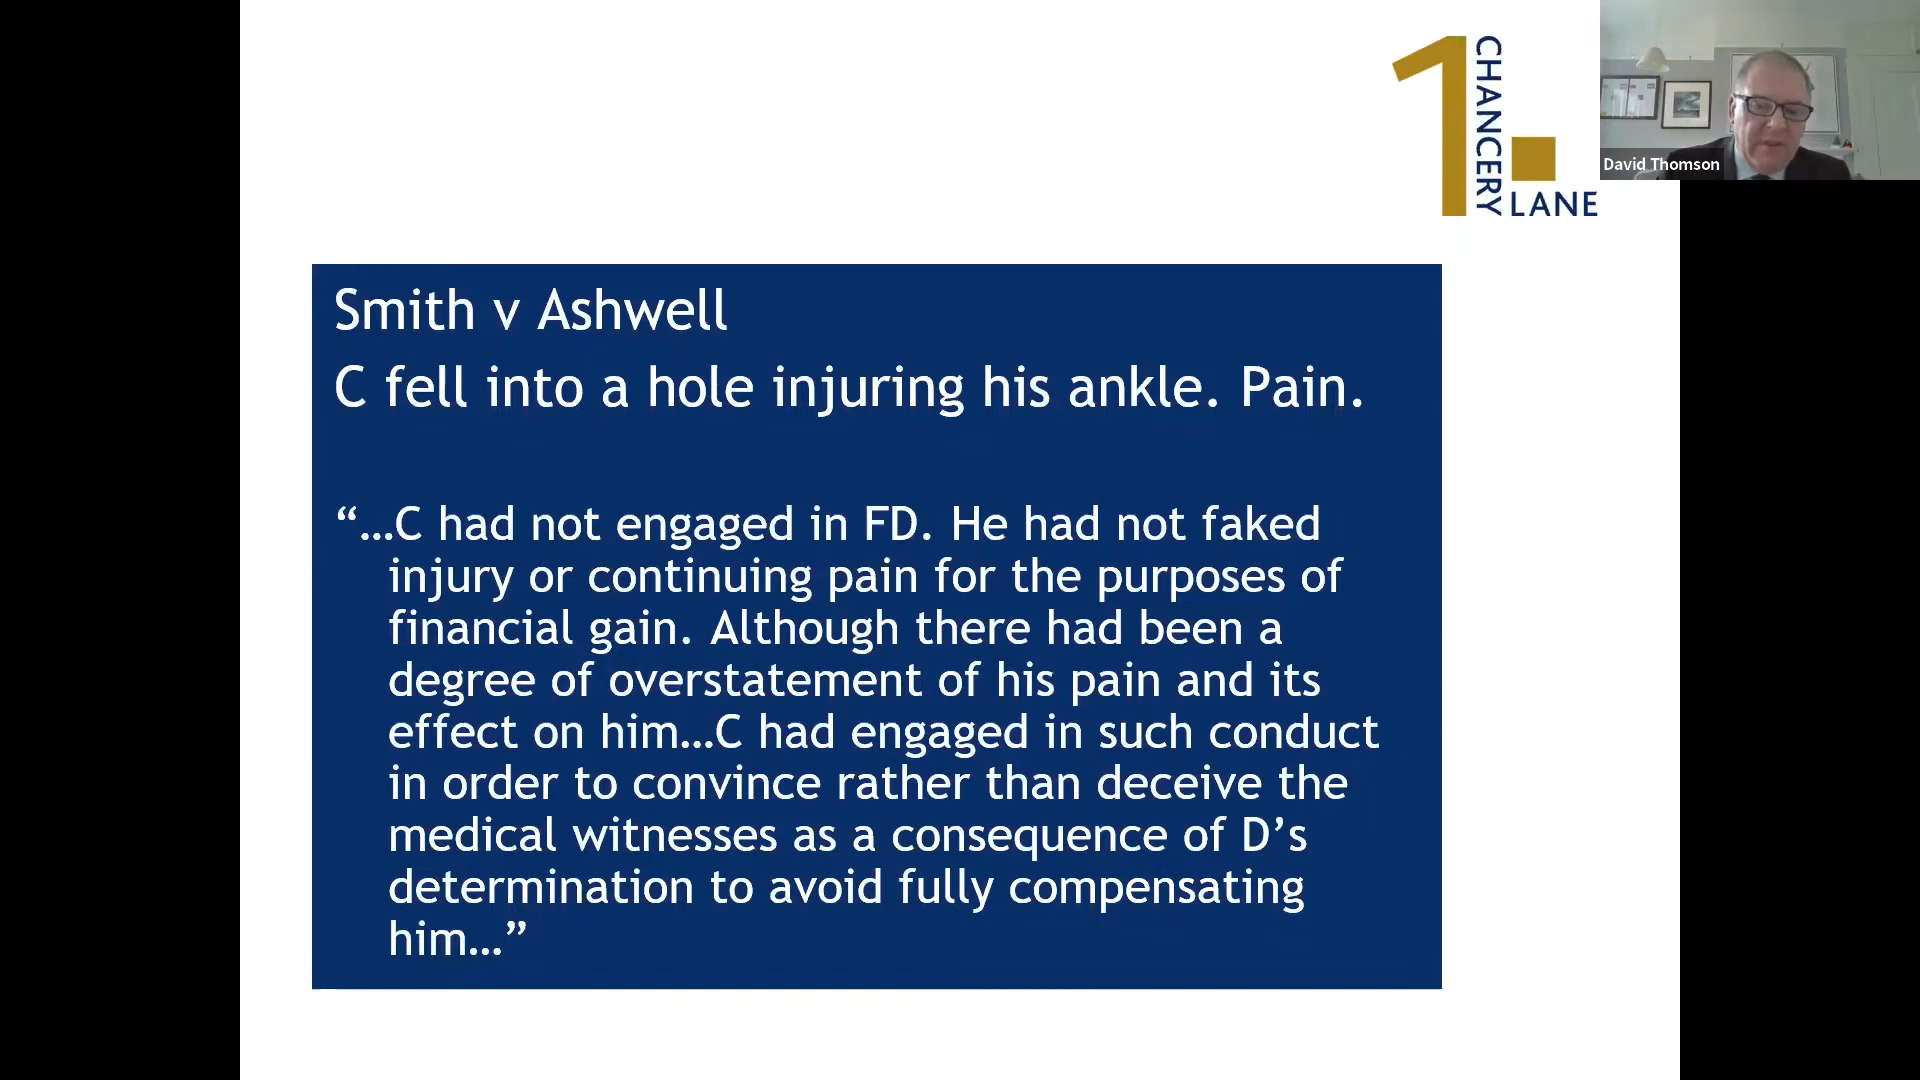 1 CHANCERY LANE
David Thomson
Smith v Ashwell
C fell into a hole injuring his ankle. Pain.
“…C had not engaged in FD. He had not faked
injury or continuing pain for the purposes of
financial gain. Although there had been a
degree of overstatement of his pain and its
effect on him…C had engaged in such conduct
in order to convince rather than deceive the
medical witnesses as a consequence of D’s
determination to avoid fully compensating
him…”